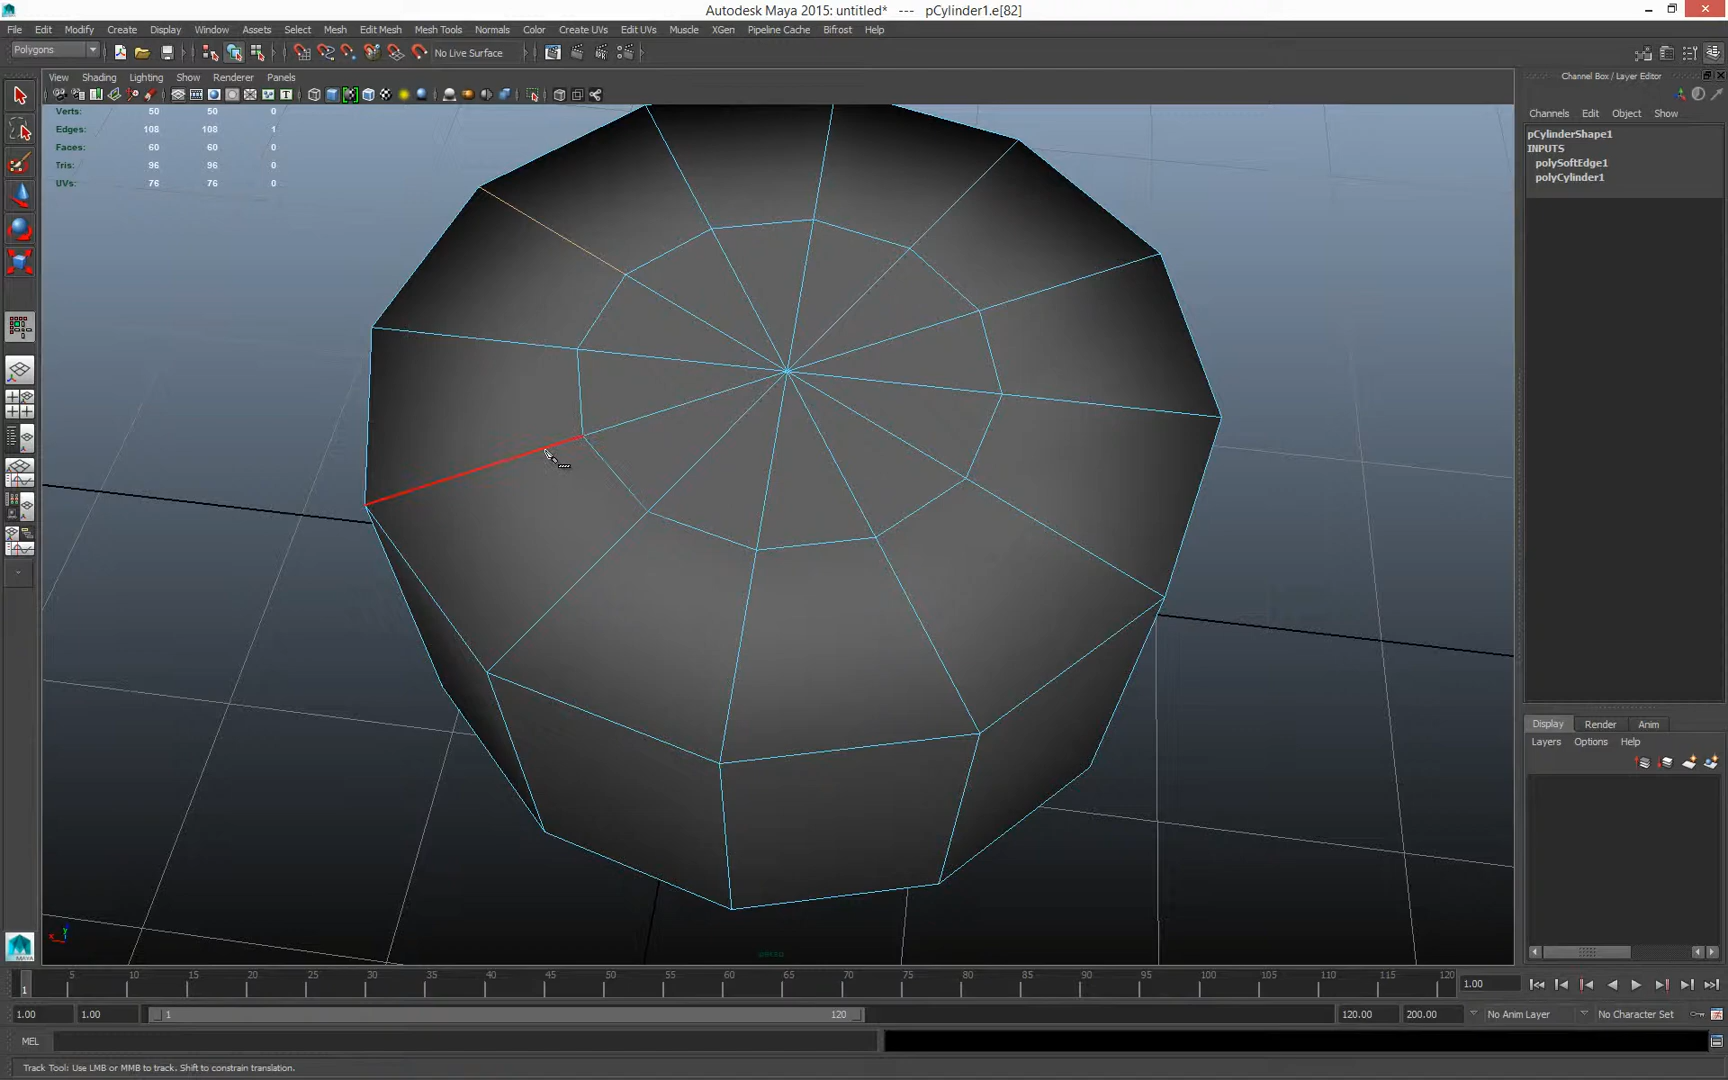 Autodesk Maya 2015: untitled* --- pCylinder1.e[82]
File Edit Modify Create Display Window Assets Select Mesh Edit Mesh Mesh Tools Normals Color Create UVs Edit UVs Muscle XGen Pipeline Cache Bifrost Help
Polygons No Live Surface
View Shading Lighting Show Renderer Panels
Channel Box / Layer Editor
Channels Edit Object Show
Verts: 50 50 0
Edges: 108 108 1
Faces: 60 60 0
Tris: 96 96 0
UVs: 76 76 0
pCylinderShape1
INPUTS
polySoftEdge1
polyCylinder1
Display Render Anim
Layers Options Help
persp
MAYA
5 10 15 20 25 30 35 40 45 50 55 60 65 70 75 80 85 90 95 100 105 110 115 120
1
1.00
1.00 1.00 1 120 120.00 200.00 No Anim Layer No Character Set
MEL
Track Tool: Use LMB or MMB to track. Shift to constrain translation.